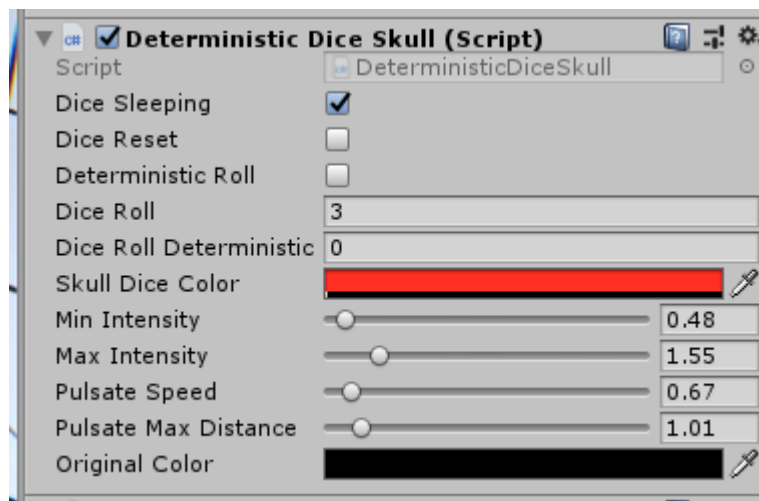 Deterministic Dice Skull (Script)
Script DeterministicDiceSkull
Dice Sleeping
Dice Reset
Deterministic Roll
Dice Roll 3
Dice Roll Deterministic 0
Skull Dice Color
Min Intensity 0.48
Max Intensity 1.55
Pulsate Speed 0.67
Pulsate Max Distance 1.01
Original Color